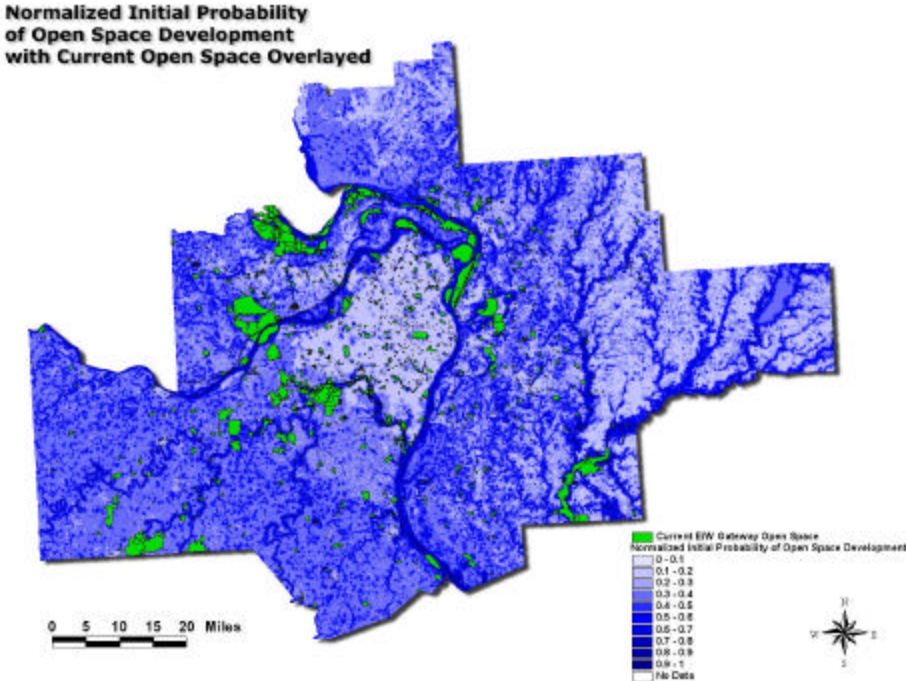 Normalized Initial Probability
of Open Space Development
with Current Open Space Overlayed
0 5 10 15 20 Miles
Current EIW Gateway Open Space
Normalized Initial Probability of Open Space Development
0 - 0.1
0.1 - 0.2
0.2 - 0.3
0.3 - 0.4
0.4 - 0.5
0.5 - 0.6
0.6 - 0.7
0.7 - 0.8
0.8 - 0.9
0.9 - 1
No Data
N
W E
S